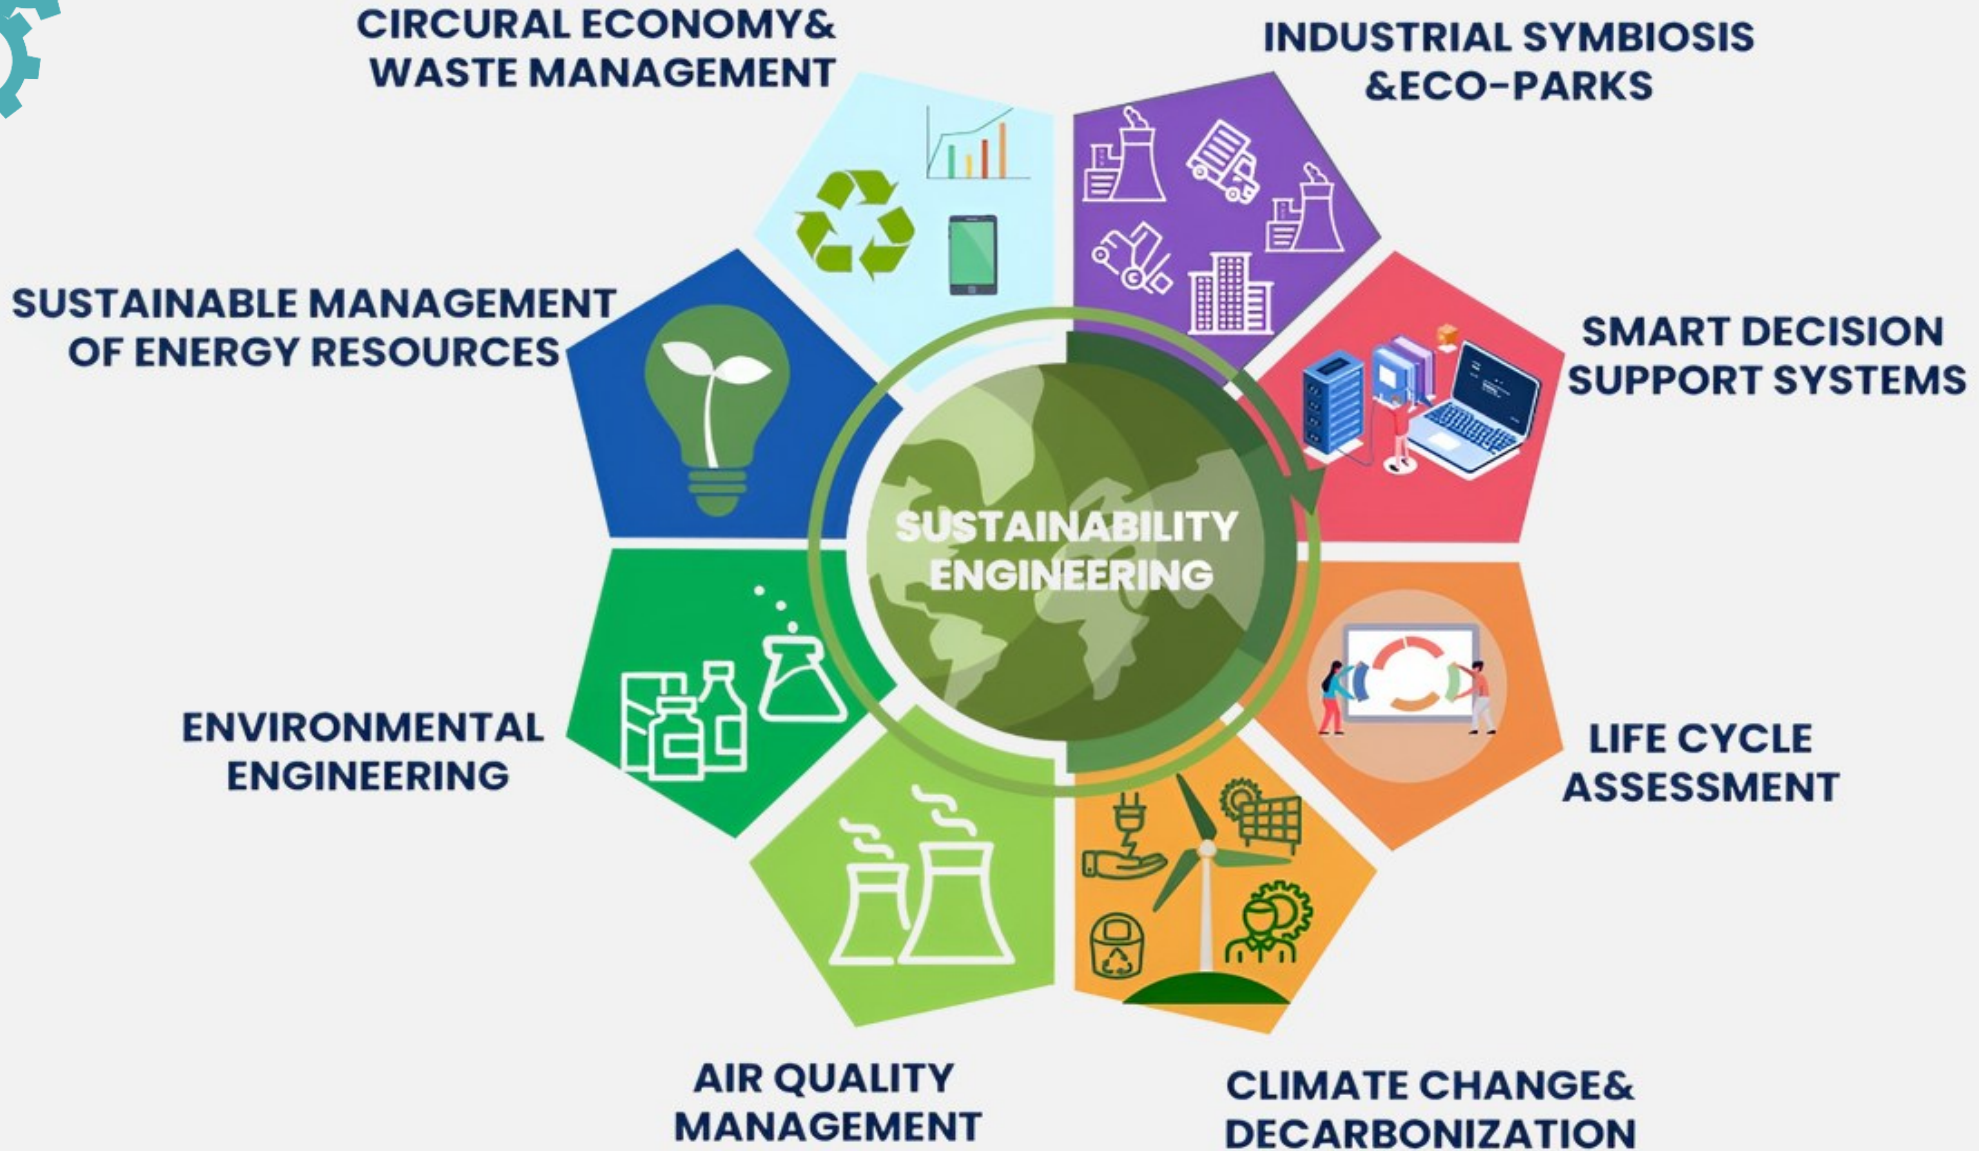 CIRCURAL ECONOMY&
WASTE MANAGEMENT
INDUSTRIAL SYMBIOSIS
&ECO-PARKS
SUSTAINABLE MANAGEMENT
OF ENERGY RESOURCES
SMART DECISION
SUPPORT SYSTEMS
SUSTAINABILITY
ENGINEERING
ENVIRONMENTAL
ENGINEERING
LIFE CYCLE
ASSESSMENT
AIR QUALITY
MANAGEMENT
CLIMATE CHANGE&
DECARBONIZATION